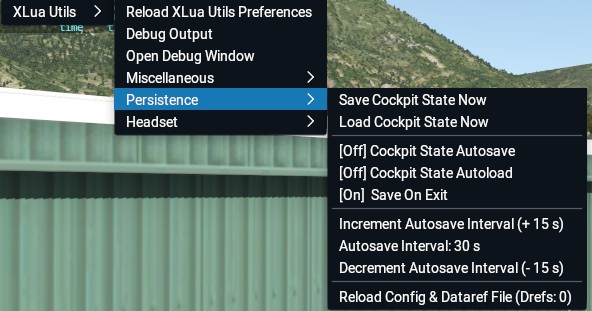 XLua Utils
time
Reload XLua Utils Preferences
Debug Output
Open Debug Window
Miscellaneous
Persistence
Headset
Save Cockpit State Now
Load Cockpit State Now
[Off] Cockpit State Autosave
[Off] Cockpit State Autoload
[On] Save On Exit
Increment Autosave Interval (+ 15 s)
Autosave Interval: 30 s
Decrement Autosave Interval (- 15 s)
Reload Config & Dataref File (Drefs: 0)